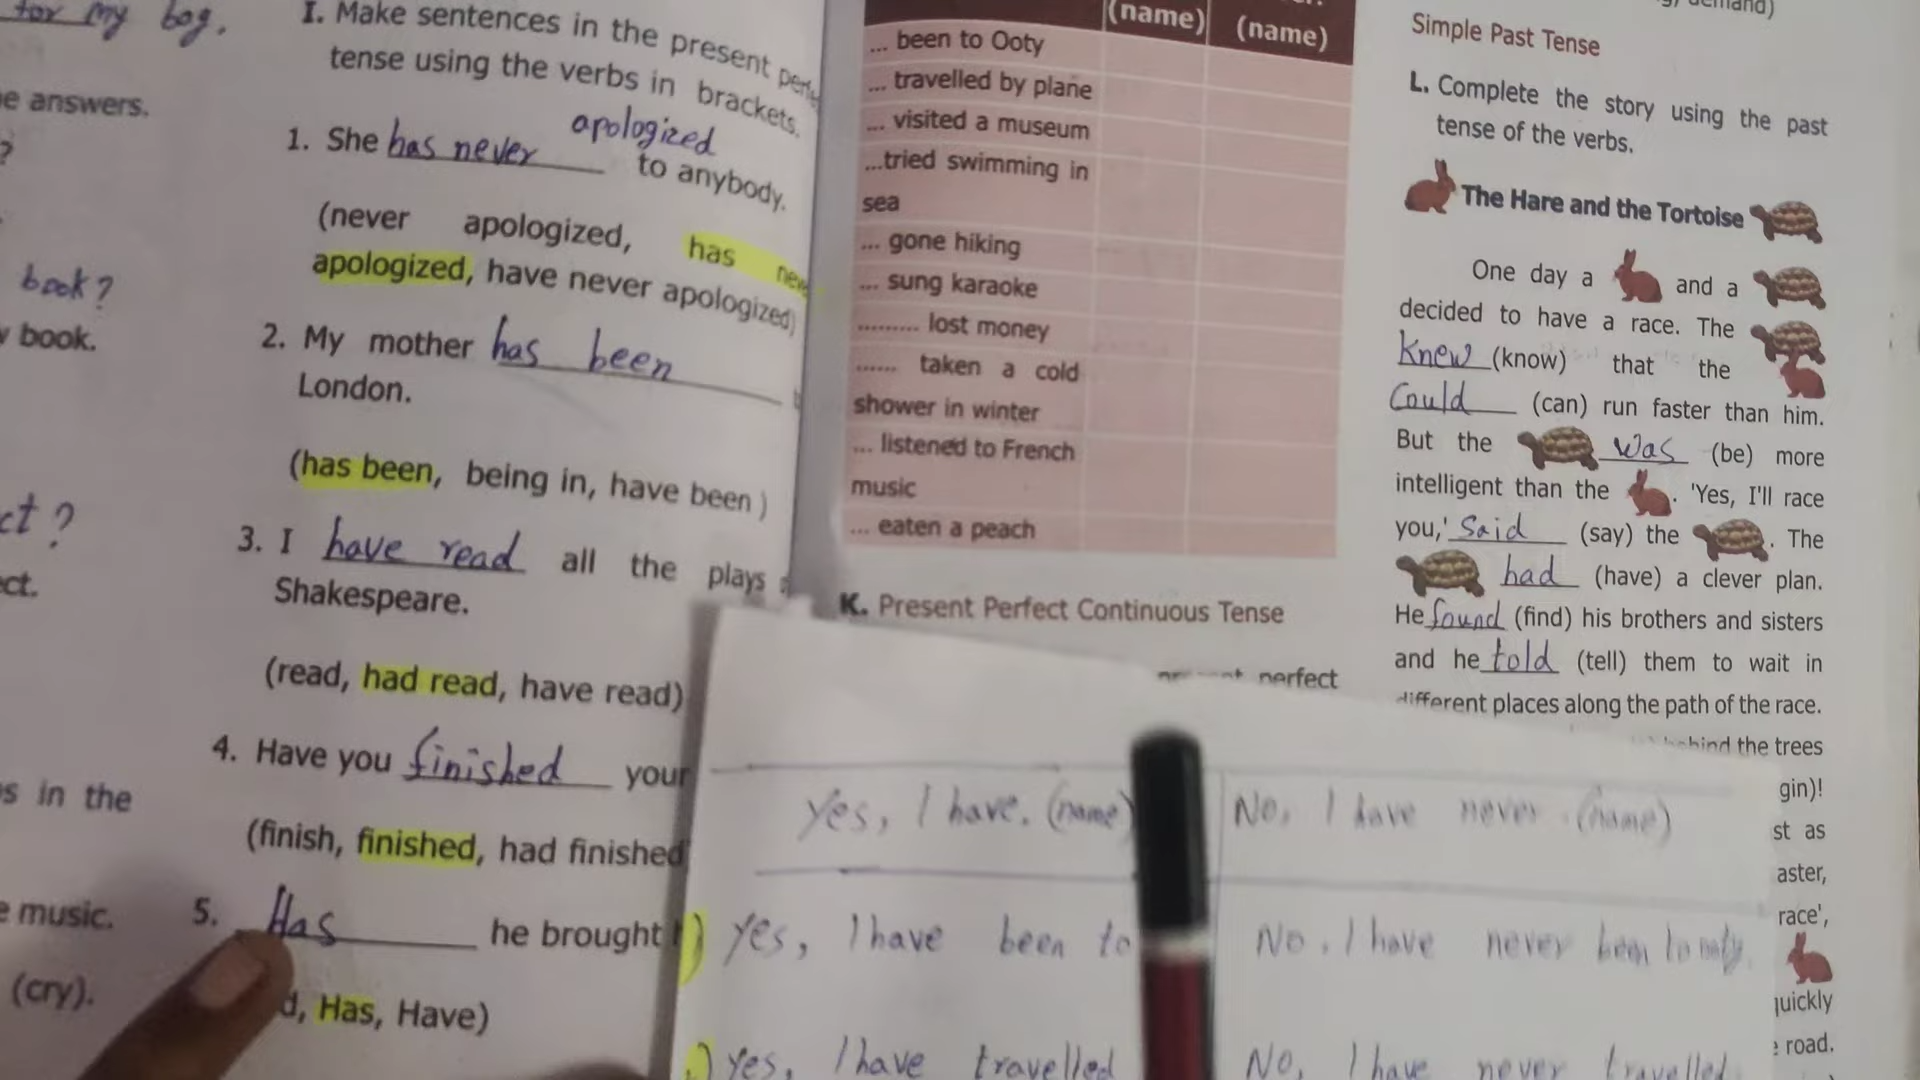 for my bag.
e answers.
?
book?
y book.
ct?
ct.
s in the
e music.
(cry).
I. Make sentences in the present perfe
tense using the verbs in brackets.
apologized
1. She has never to anybody.
(never apologized, has nev
apologized, have never apologized)
2. My mother has been
London.
(has been, being in, have been )
3. I have read all the plays
Shakespeare.
(read, had read, have read)
4. Have you finished your
(finish, finished, had finished
5. Has he brought
d, Has, Have)
(name) (name)
... been to Ooty
... travelled by plane
... visited a museum
...tried swimming in
sea
... gone hiking
... sung karaoke
......... lost money
...... taken a cold
shower in winter
... listened to French
music
... eaten a peach
K. Present Perfect Continuous Tense
perfect
Yes, I have. (name) No, I have never. (name)
) Yes, I have been to No, I have never been to ooty.
) Yes, I have travelled No, I have never travelled
demand)
Simple Past Tense
L. Complete the story using the past
tense of the verbs.
The Hare and the Tortoise
One day a and a
decided to have a race. The
knew (know) that the
Could (can) run faster than him.
But the was (be) more
intelligent than the . 'Yes, I'll race
you,' said (say) the . The
had (have) a clever plan.
He found (find) his brothers and sisters
and he told (tell) them to wait in
different places along the path of the race.
behind the trees
gin)!
st as
aster,
race',
quickly
e road.